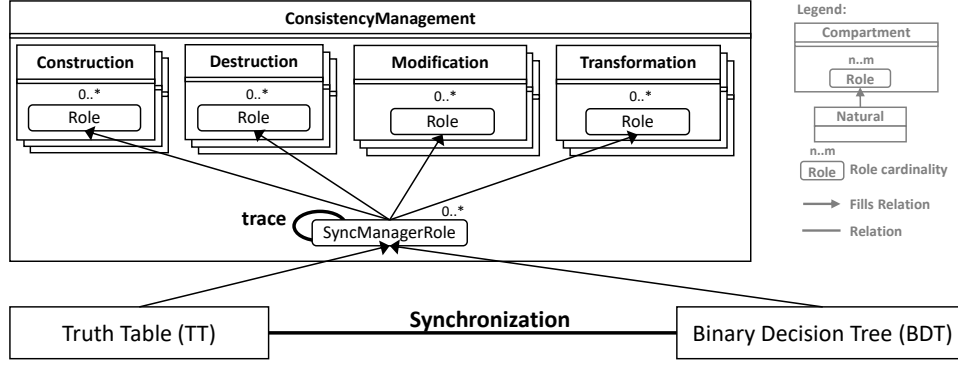 ConsistencyManagement
Construction
0..*
Role
Destruction
0..*
Role
Modification
0..*
Role
Transformation
0..*
Role
trace
0..*
SyncManagerRole
Truth Table (TT)
Synchronization
Binary Decision Tree (BDT)
Legend:
Compartment
n..m
Role
Natural
n..m
Role Role cardinality
Fills Relation
Relation